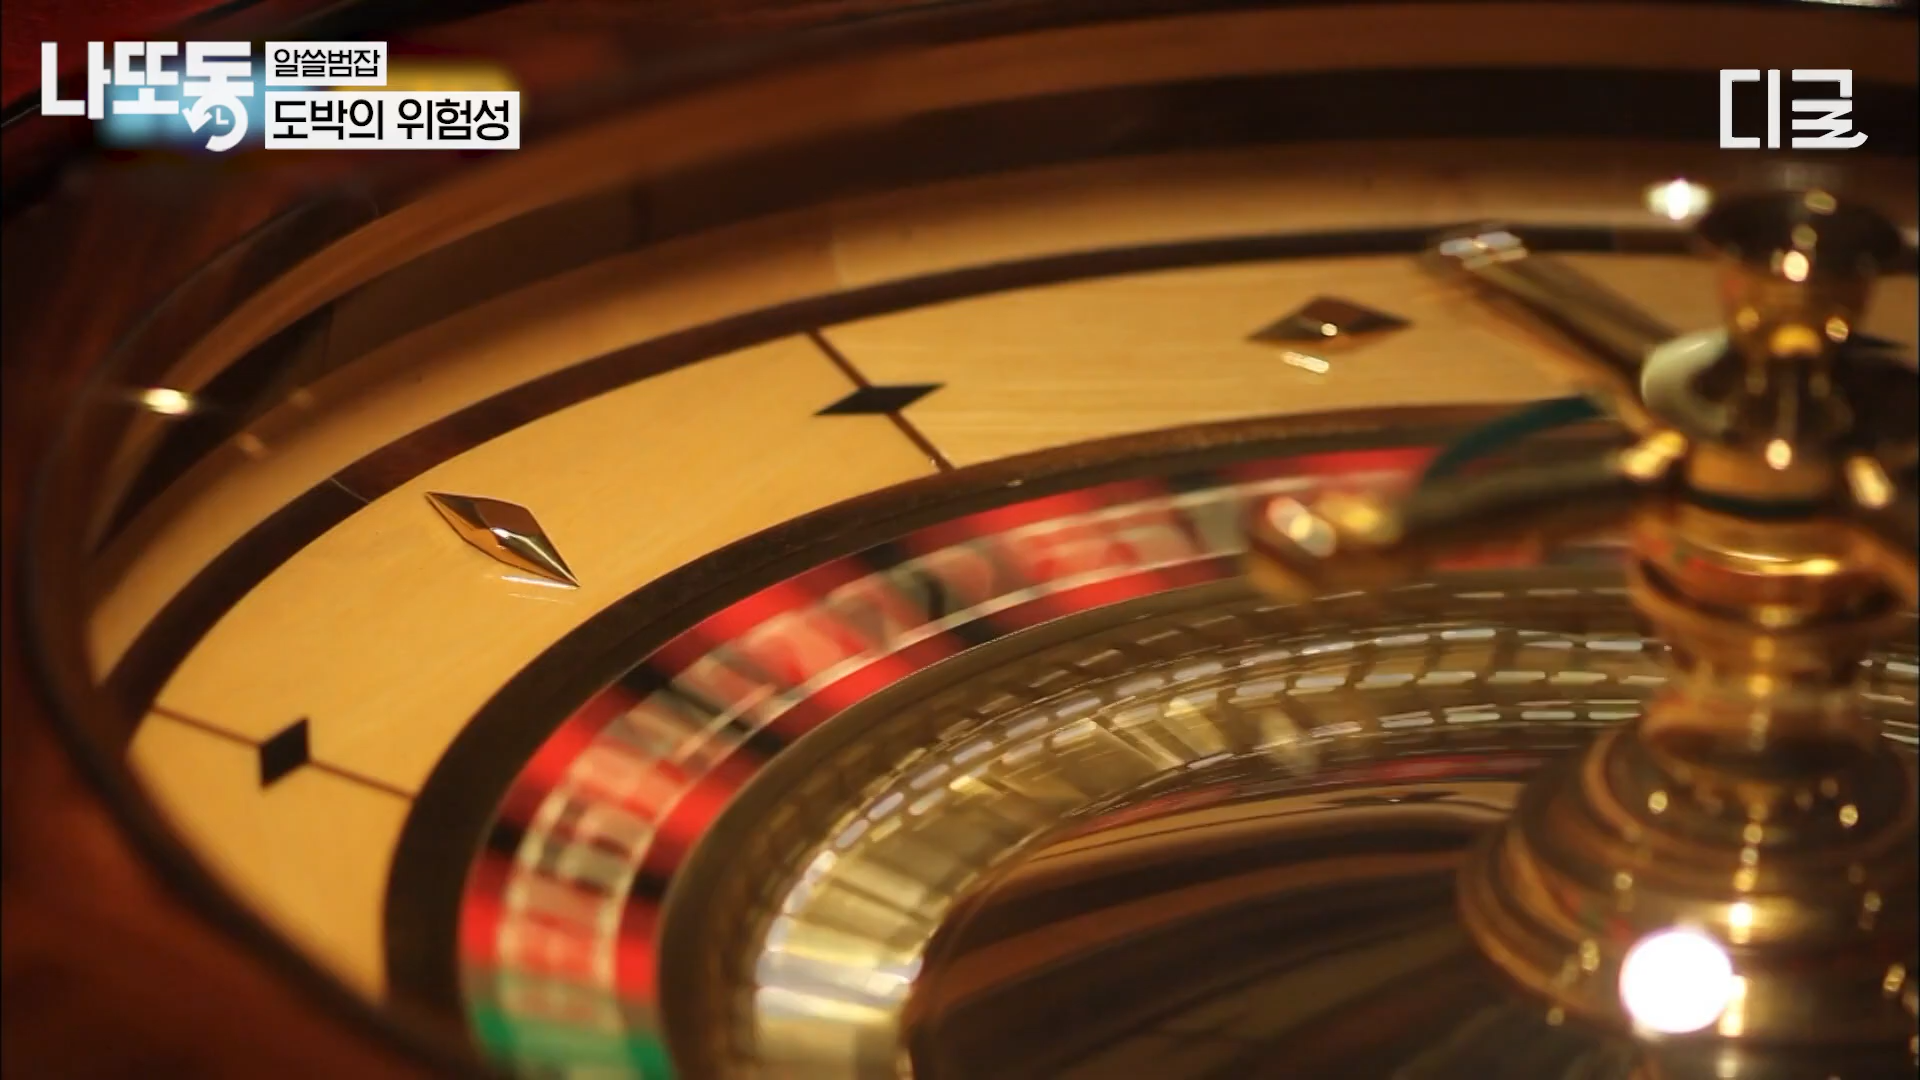 나또동
알쓸범잡
도박의 위험성
디글